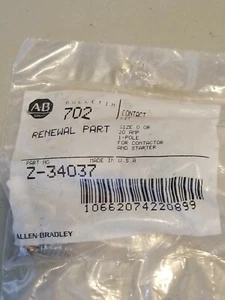 AB
BULLETIN
702
CONTACT
RENEWAL PART
SIZE 0 OR
20 AMP
1-POLE
FOR CONTACTOR
AND STARTER
PART NO.
MADE IN U.S.A
Z-34037
10662074220899
ALLEN-BRADLEY